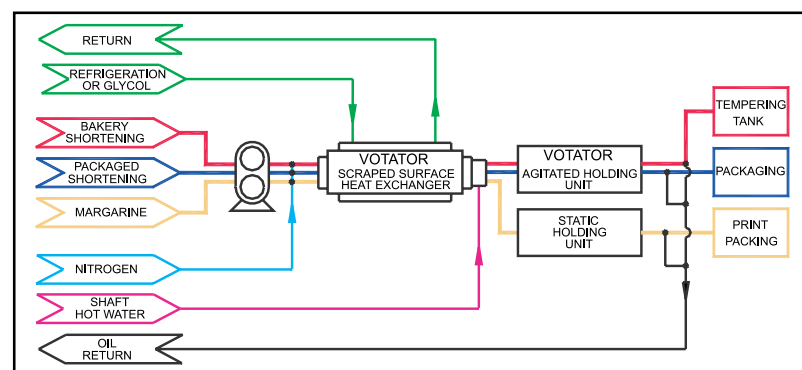 RETURN
REFRIGERATION
OR GLYCOL
BAKERY
SHORTENING
PACKAGED
SHORTENING
MARGARINE
NITROGEN
SHAFT
HOT WATER
OIL
RETURN
VOTATOR
SCRAPED SURFACE
HEAT EXCHANGER
VOTATOR
AGITATED HOLDING
UNIT
STATIC
HOLDING
UNIT
TEMPERING
TANK
PACKAGING
PRINT
PACKING